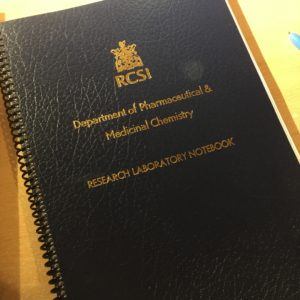 RCSI
Department of Pharmaceutical &
Medicinal Chemistry
RESEARCH LABORATORY NOTEBOOK